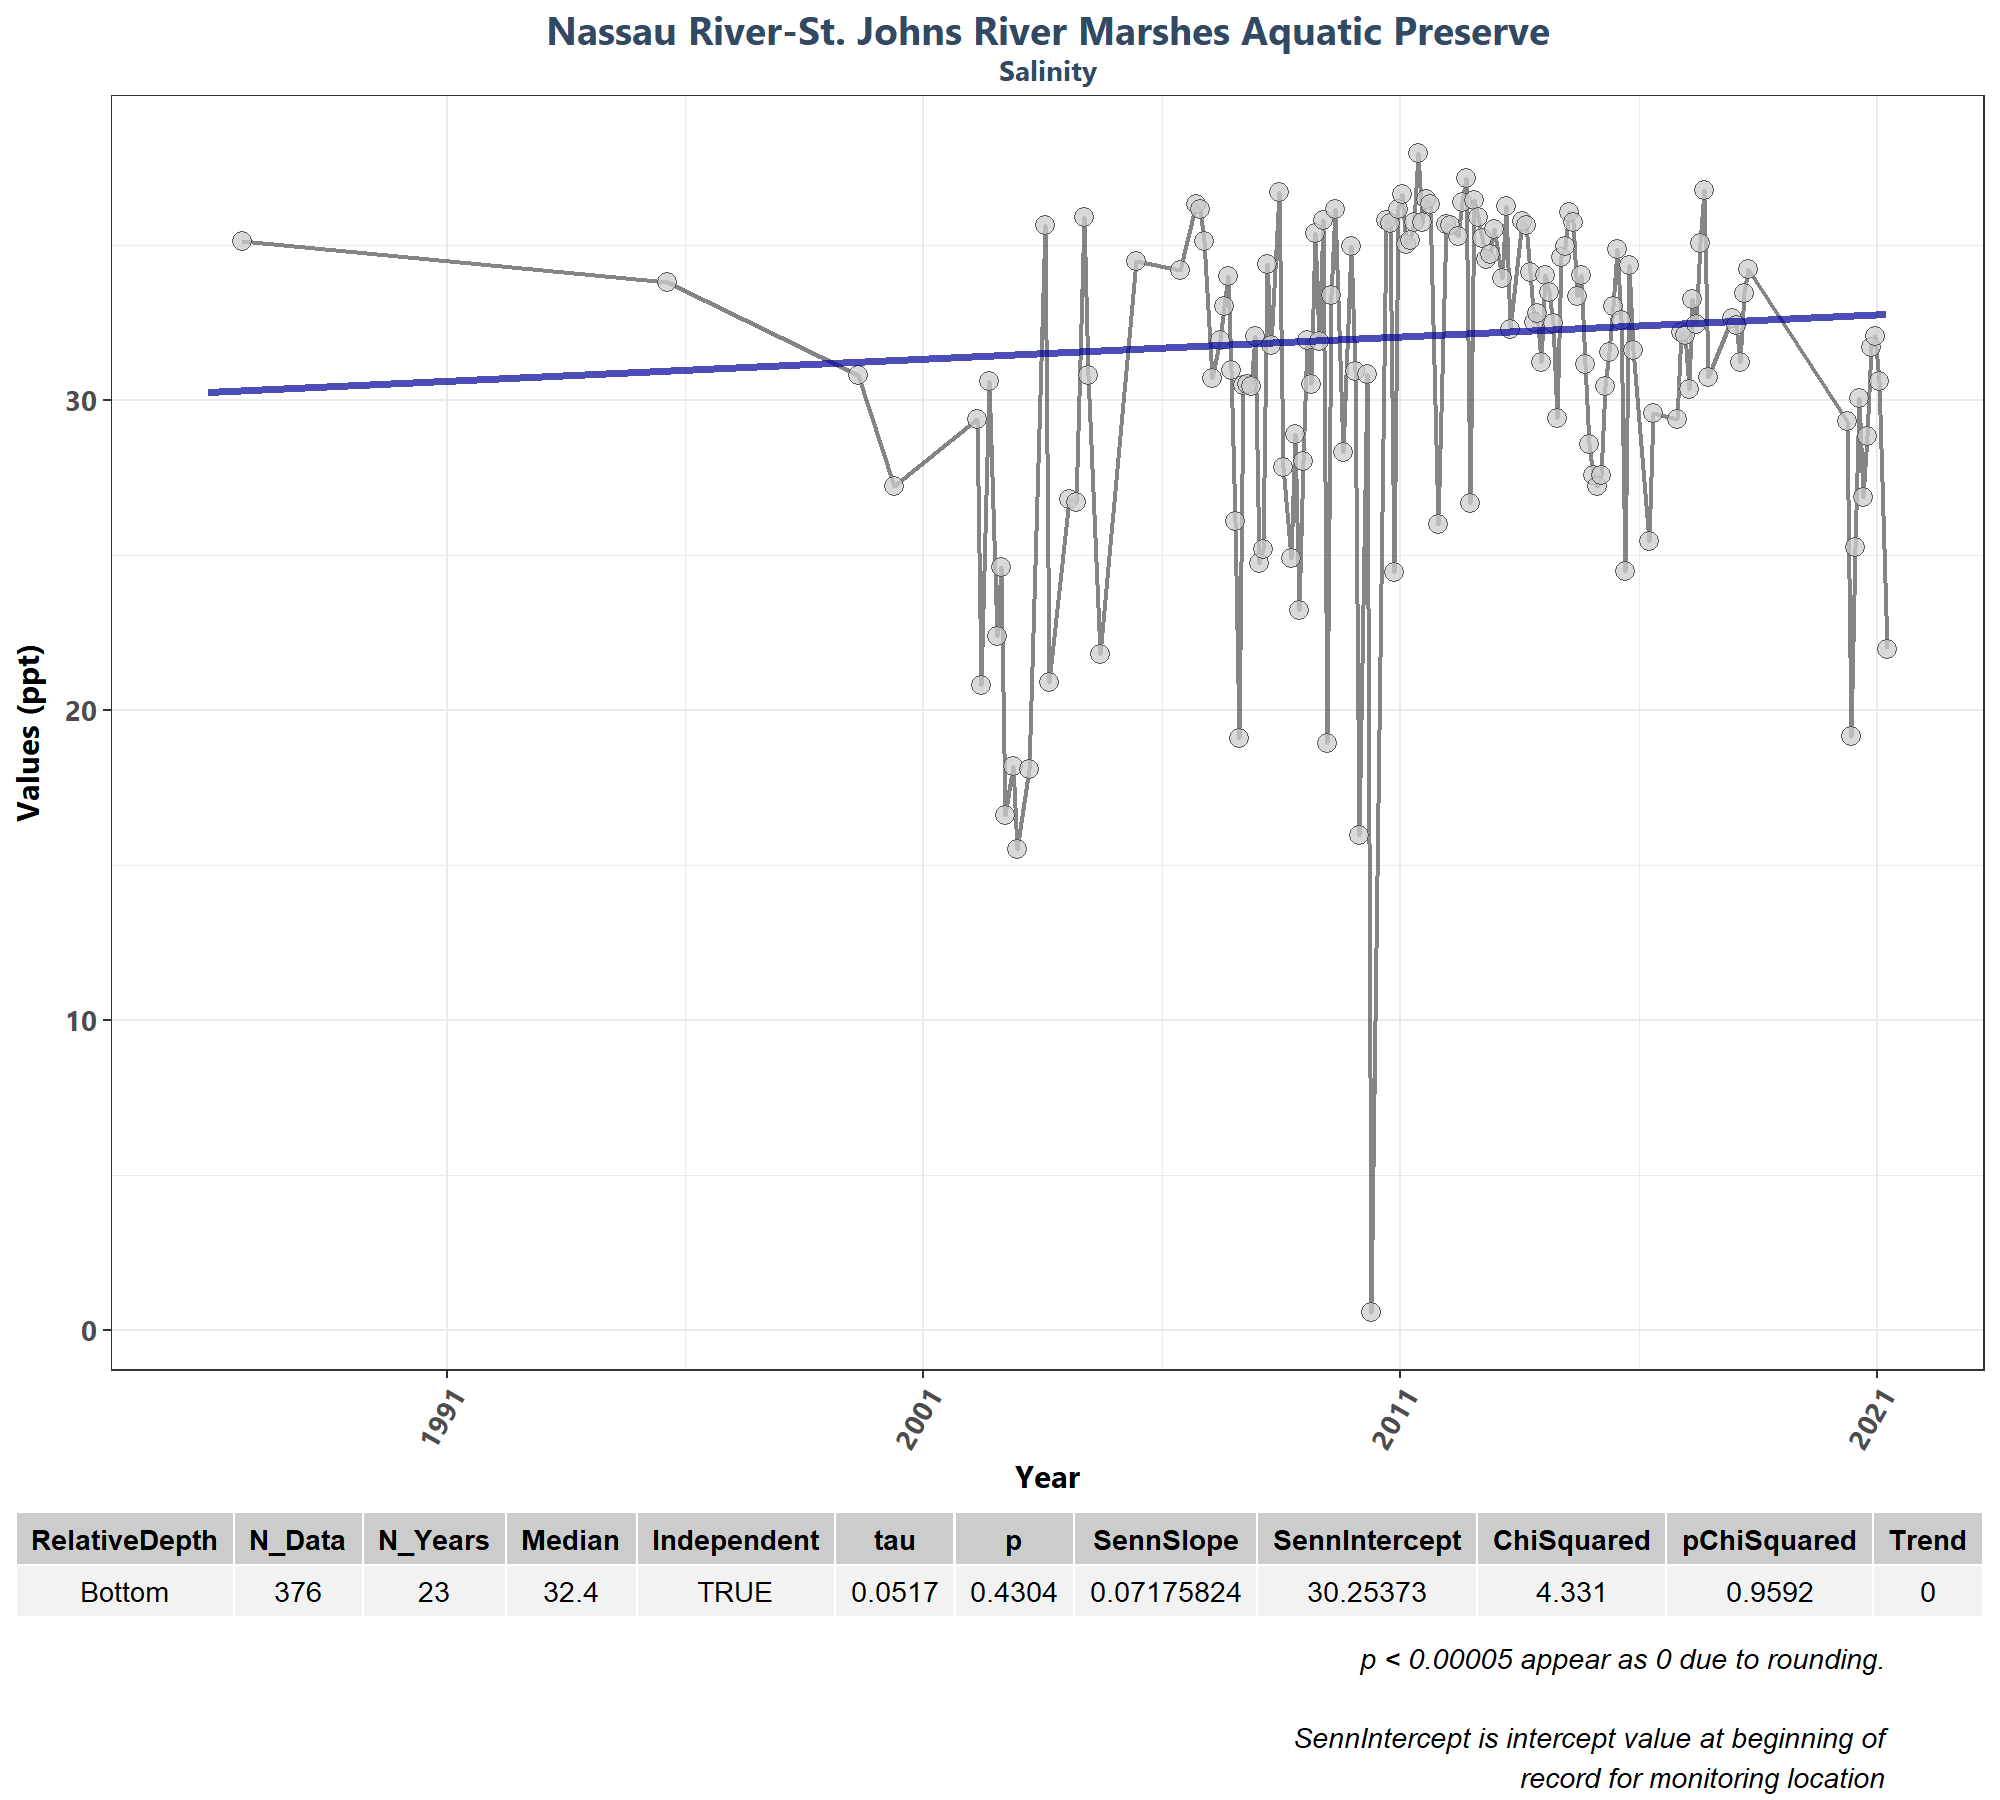 Nassau River-St. Johns River Marshes Aquatic Preserve
Salinity
Values (ppt)
30
20
10
0
1991 2001 2011 2021
Year
RelativeDepth N_Data N_Years Median Independent tau p SennSlope SennIntercept ChiSquared pChiSquared Trend
Bottom 376 23 32.4 TRUE 0.0517 0.4304 0.07175824 30.25373 4.331 0.9592 0
p < 0.00005 appear as 0 due to rounding.
SennIntercept is intercept value at beginning of
record for monitoring location